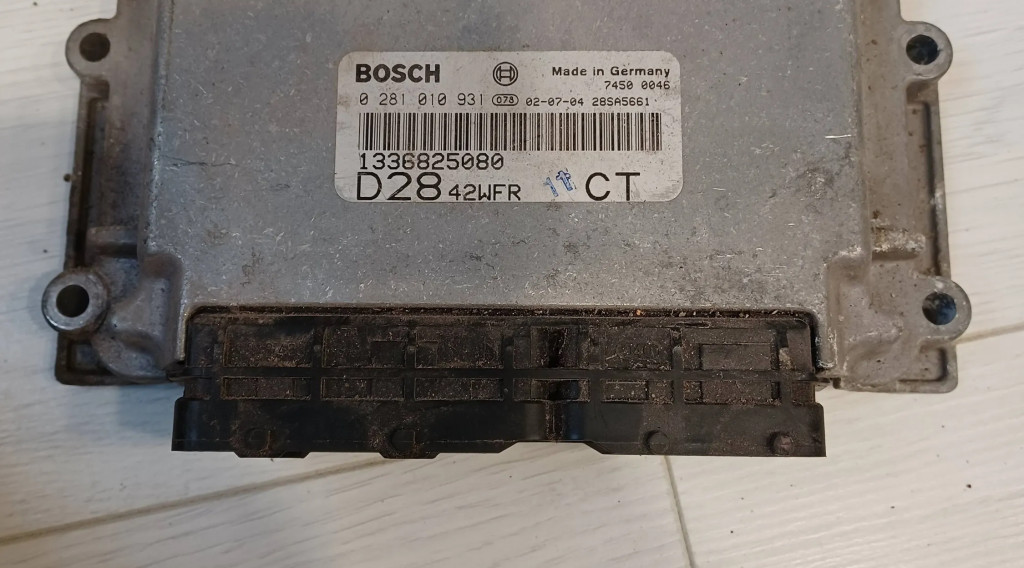 BOSCH Made in Germany
7450 0046
0 281 010 931 078 02-07-04 28SA5661
1336825080
D28 42WFR CT